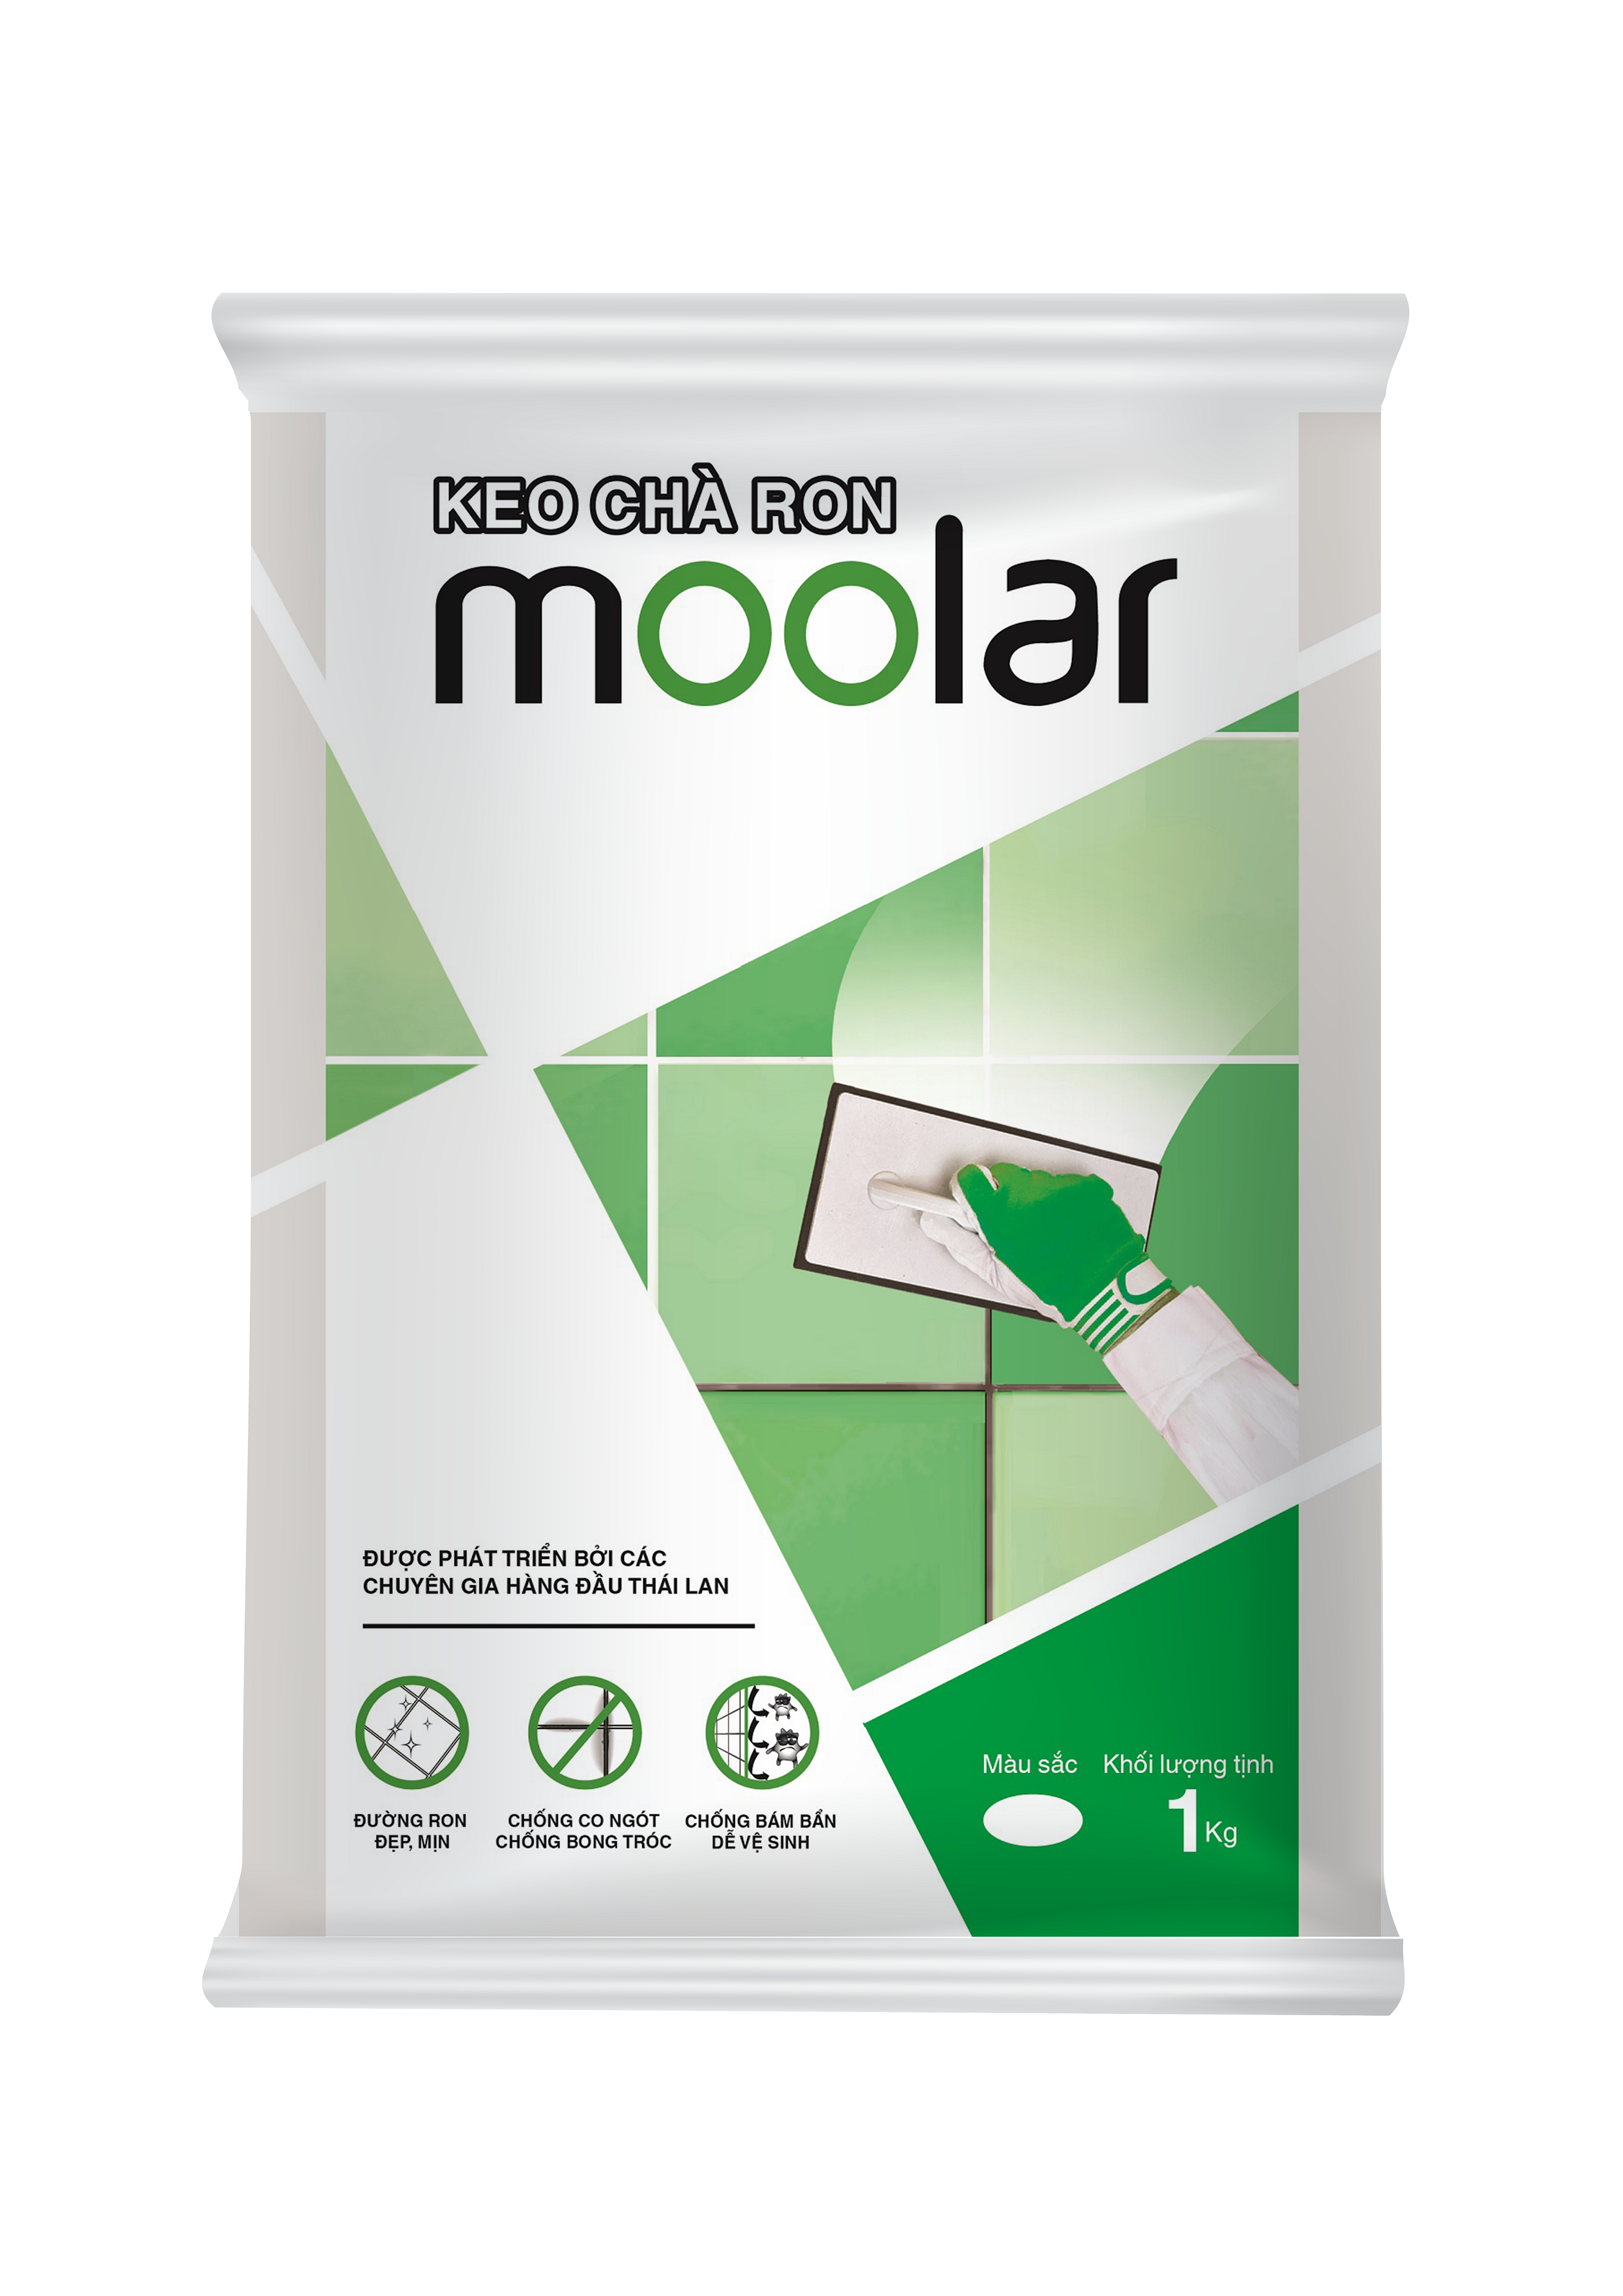 KEO CHÀ RON
moolar
ĐƯỢC PHÁT TRIỂN BỞI CÁC
CHUYÊN GIA HÀNG ĐẦU THÁI LAN
ĐƯỜNG RON
ĐẸP, MỊN
CHỐNG CO NGÓT
CHỐNG BONG TRÓC
CHỐNG BÁM BẨN
DỄ VỆ SINH
Màu sắc
Khối lượng tịnh
1Kg